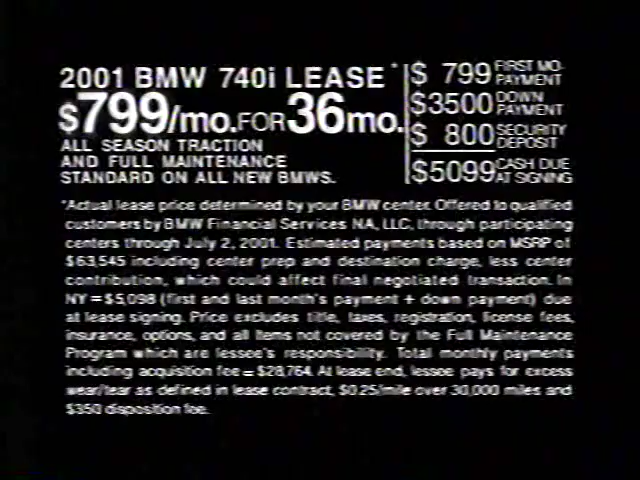 2001 BMW 740i LEASE*
$799/mo. FOR 36 mo.
ALL SEASON TRACTION
AND FULL MAINTENANCE
STANDARD ON ALL NEW BMWS.
$ 799 FIRST MO. PAYMENT
$3500 DOWN PAYMENT
$ 800 SECURITY DEPOSIT
$5099 CASH DUE AT SIGNING
*Actual lease price determined by your BMW center. Offered to qualified
customers by BMW Financial Services NA, LLC, through participating
centers through July 2, 2001. Estimated payments based on MSRP of
$63,545 including center prep and destination charge, less center
contribution, which could affect final negotiated transaction. In
NY=$5,098 (first and last month's payment + down payment) due
at lease signing. Price excludes title, taxes, registration, license fees,
insurance, options, and all items not covered by the Full Maintenance
Program which are lessee's responsibility. Total monthly payments
including acquisition fee=$28,764. At lease end, lessee pays for excess
wear/tear as defined in lease contract, $0.25/mile over 30,000 miles and
$350 disposition fee.